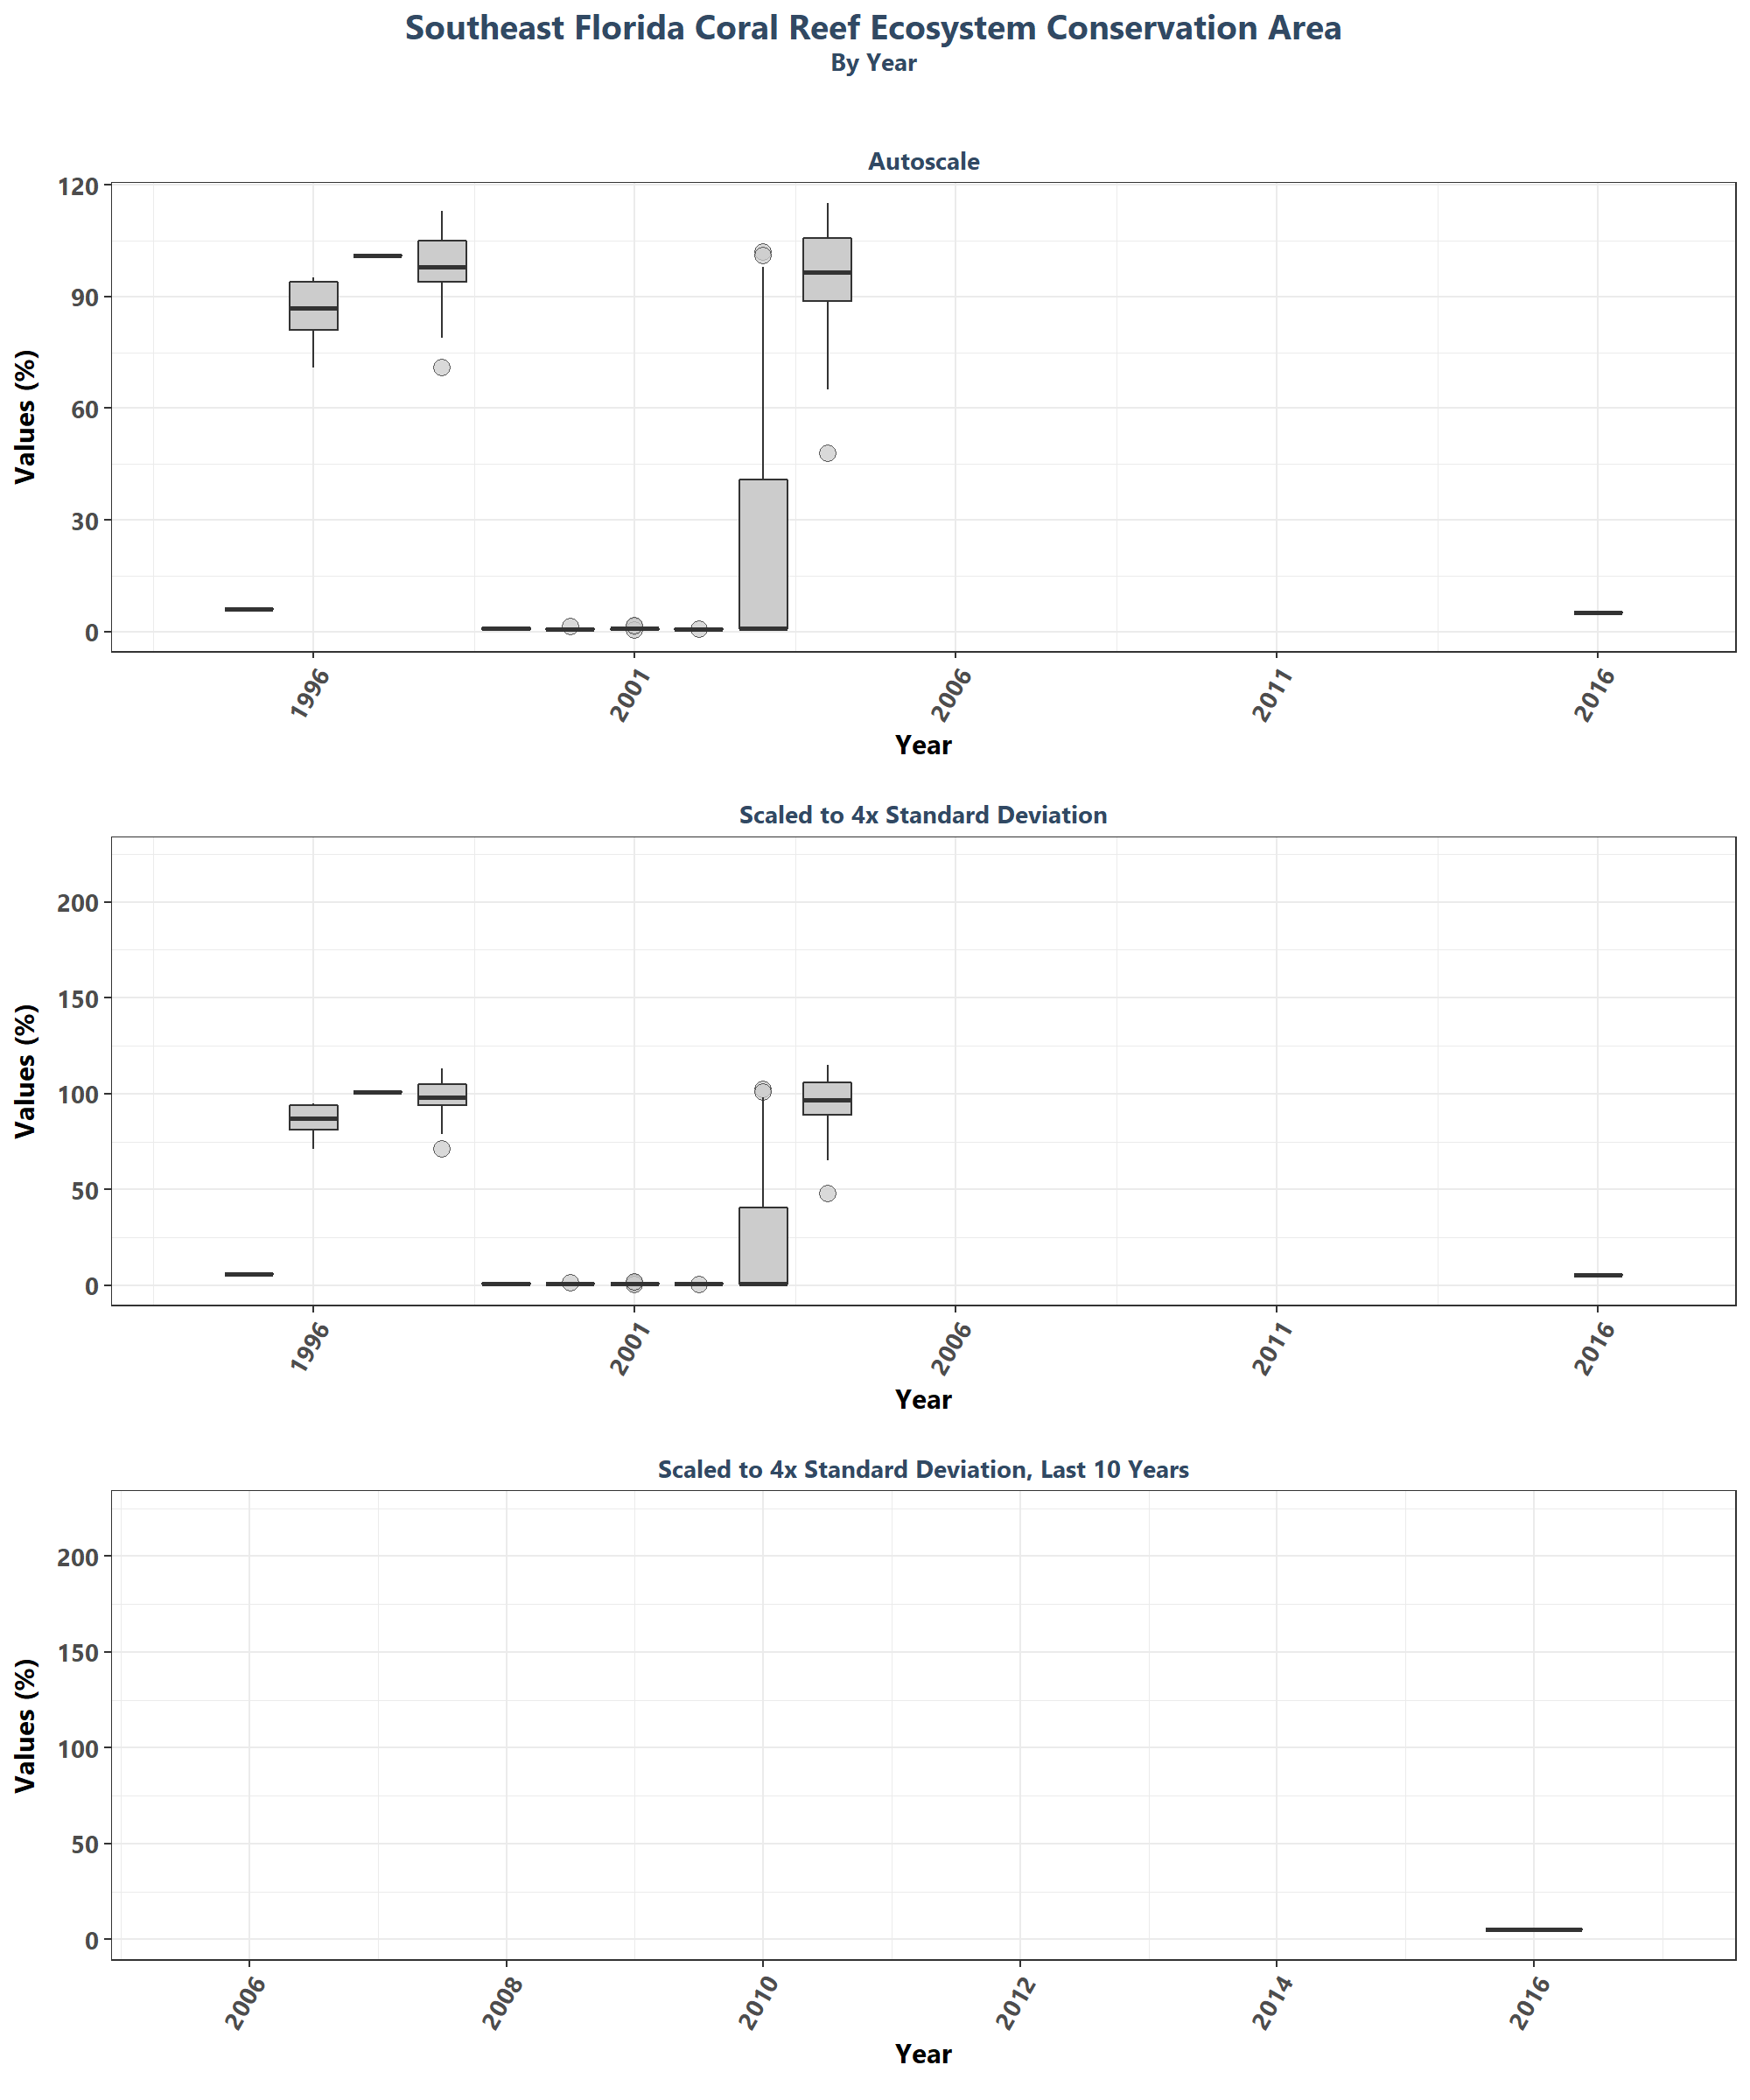 Southeast Florida Coral Reef Ecosystem Conservation Area
By Year
Autoscale
Values (%)
120
90
60
30
0
1996
2001
2006
2011
2016
Year
Scaled to 4x Standard Deviation
Values (%)
200
150
100
50
0
1996
2001
2006
2011
2016
Year
Scaled to 4x Standard Deviation, Last 10 Years
Values (%)
200
150
100
50
0
2006
2008
2010
2012
2014
2016
Year